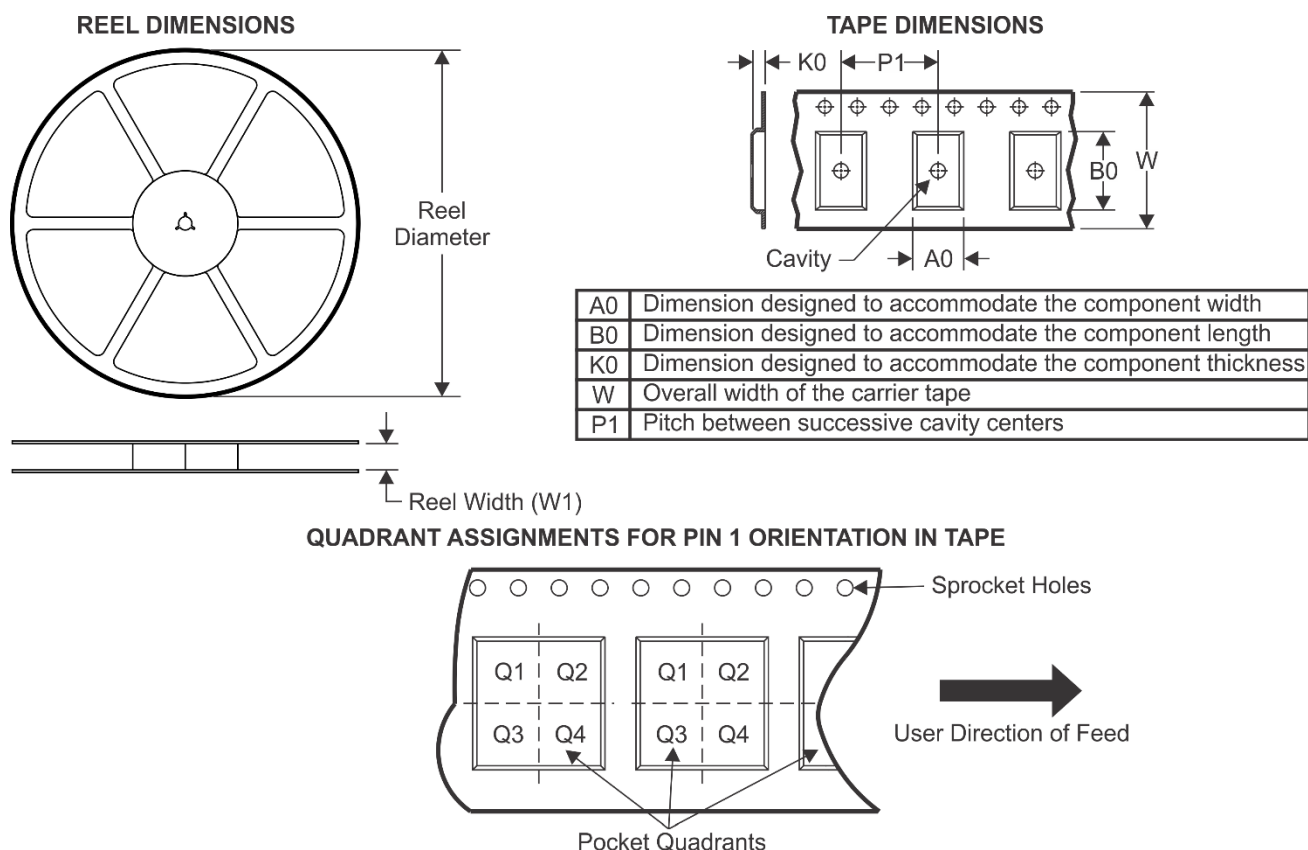 REEL DIMENSIONS
Reel
Diameter
Reel Width (W1)
TAPE DIMENSIONS
K0
P1
B0
W
Cavity
A0
A0 Dimension designed to accommodate the component width
B0 Dimension designed to accommodate the component length
K0 Dimension designed to accommodate the component thickness
W Overall width of the carrier tape
P1 Pitch between successive cavity centers
QUADRANT ASSIGNMENTS FOR PIN 1 ORIENTATION IN TAPE
Sprocket Holes
Q1 Q2 Q1 Q2
Q3 Q4 Q3 Q4
User Direction of Feed
Pocket Quadrants